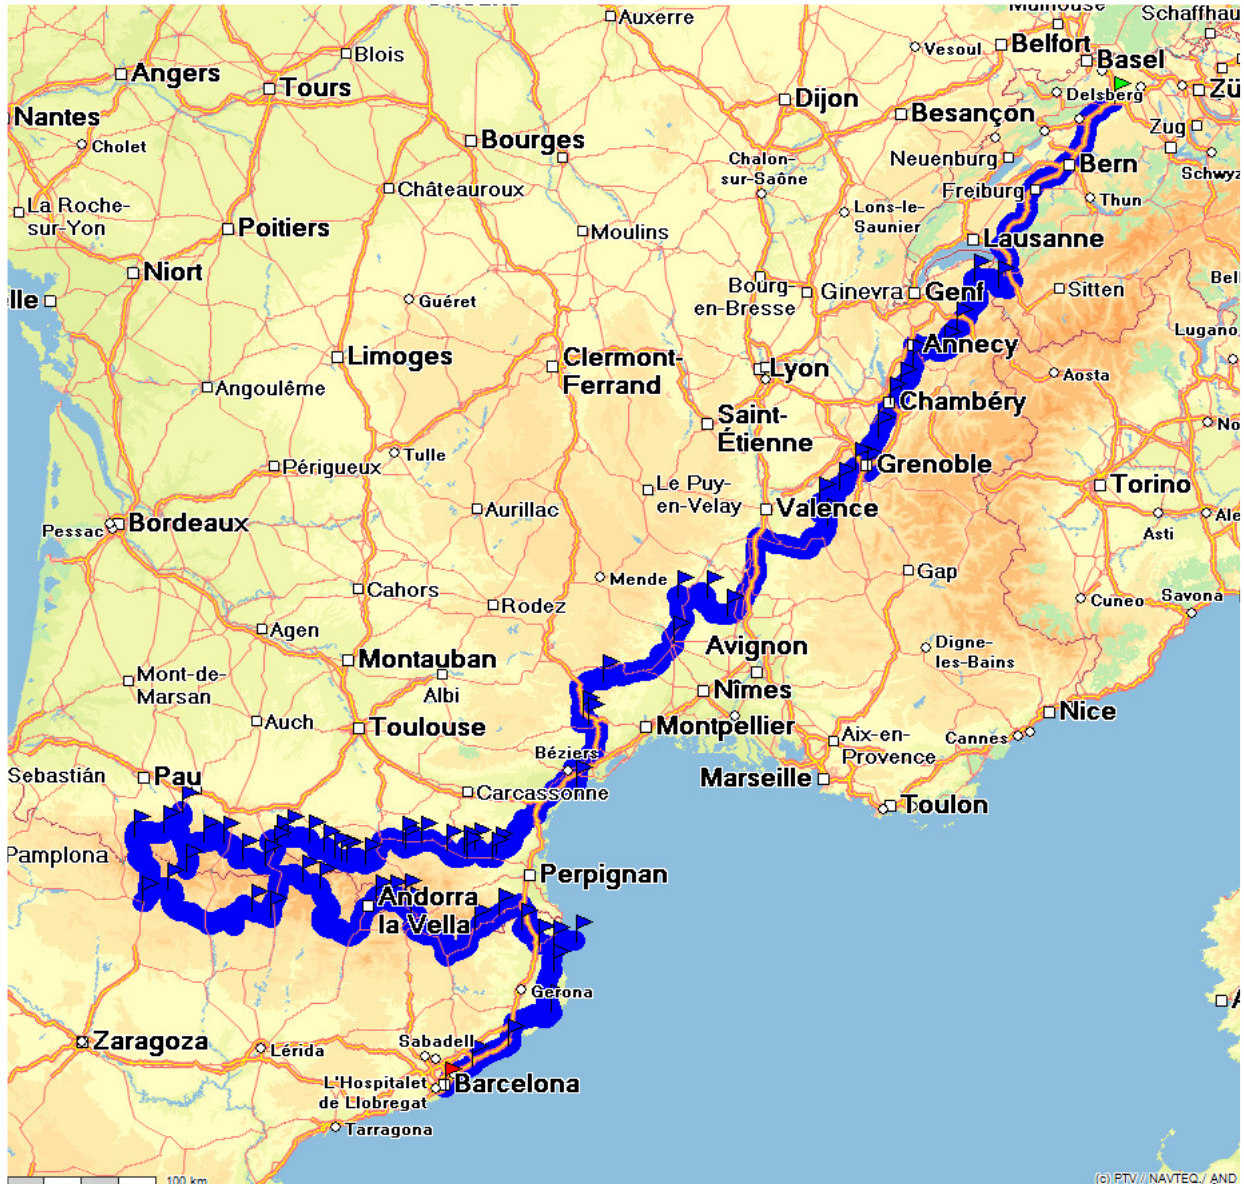 Auxerre
Mulhouse
Schaffhau
Vesoul
Belfort
Blois
Basel
Angers
Tours
Delsberg
Zü
Dijon
Nantes
Besançon
Cholet
Bourges
Zug
Chalon-
sur-Saône
Neuenburg
Bern
Schwyz
Châteauroux
Freiburg
Thun
La Roche-
sur-Yon
Lons-le-
Saunier
Poitiers
Moulins
Lausanne
Niort
Bourg-
en-Bresse
Ginevra
Genf
Sitten
Bell
elle
Guéret
Lugano
Limoges
Clermont-
Ferrand
Annecy
Lyon
Aosta
Angoulême
Chambéry
Saint-
Étienne
No
Tulle
Périgueux
Grenoble
Le Puy-
en-Velay
Torino
Aurillac
Valence
Ale
Bordeaux
Pessac
Asti
Mende
Gap
Cahors
Rodez
Cuneo
Savona
Agen
Avignon
Digne-
les-Bains
Montauban
Mont-de-
Marsan
Albi
Nîmes
Auch
Toulouse
Montpellier
Nice
Aix-en-
Provence
Cannes
Béziers
Sebastián
Pau
Marseille
Carcassonne
Toulon
Pamplona
Perpignan
Andorra
la Vella
Gerona
Zaragoza
Lérida
Sabadell
L'Hospitalet
de Llobregat
Barcelona
Tarragona
100 km
(c) PTV / NAVTEQ / AND